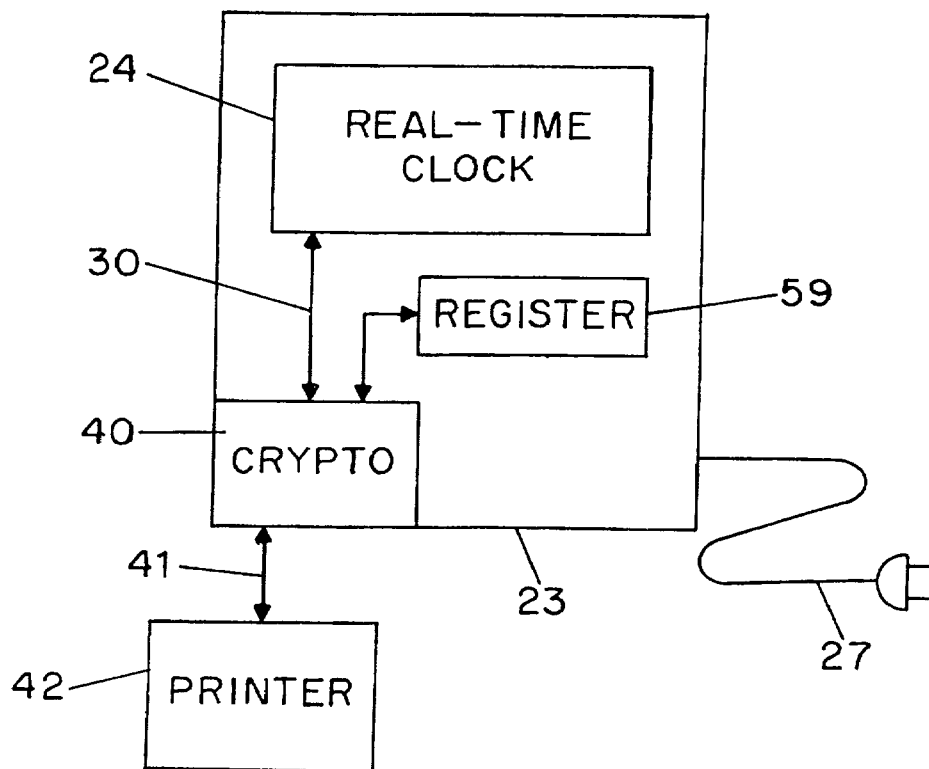 24
REAL-TIME
CLOCK
30
REGISTER
59
40
CRYPTO
41
23
27
42
PRINTER